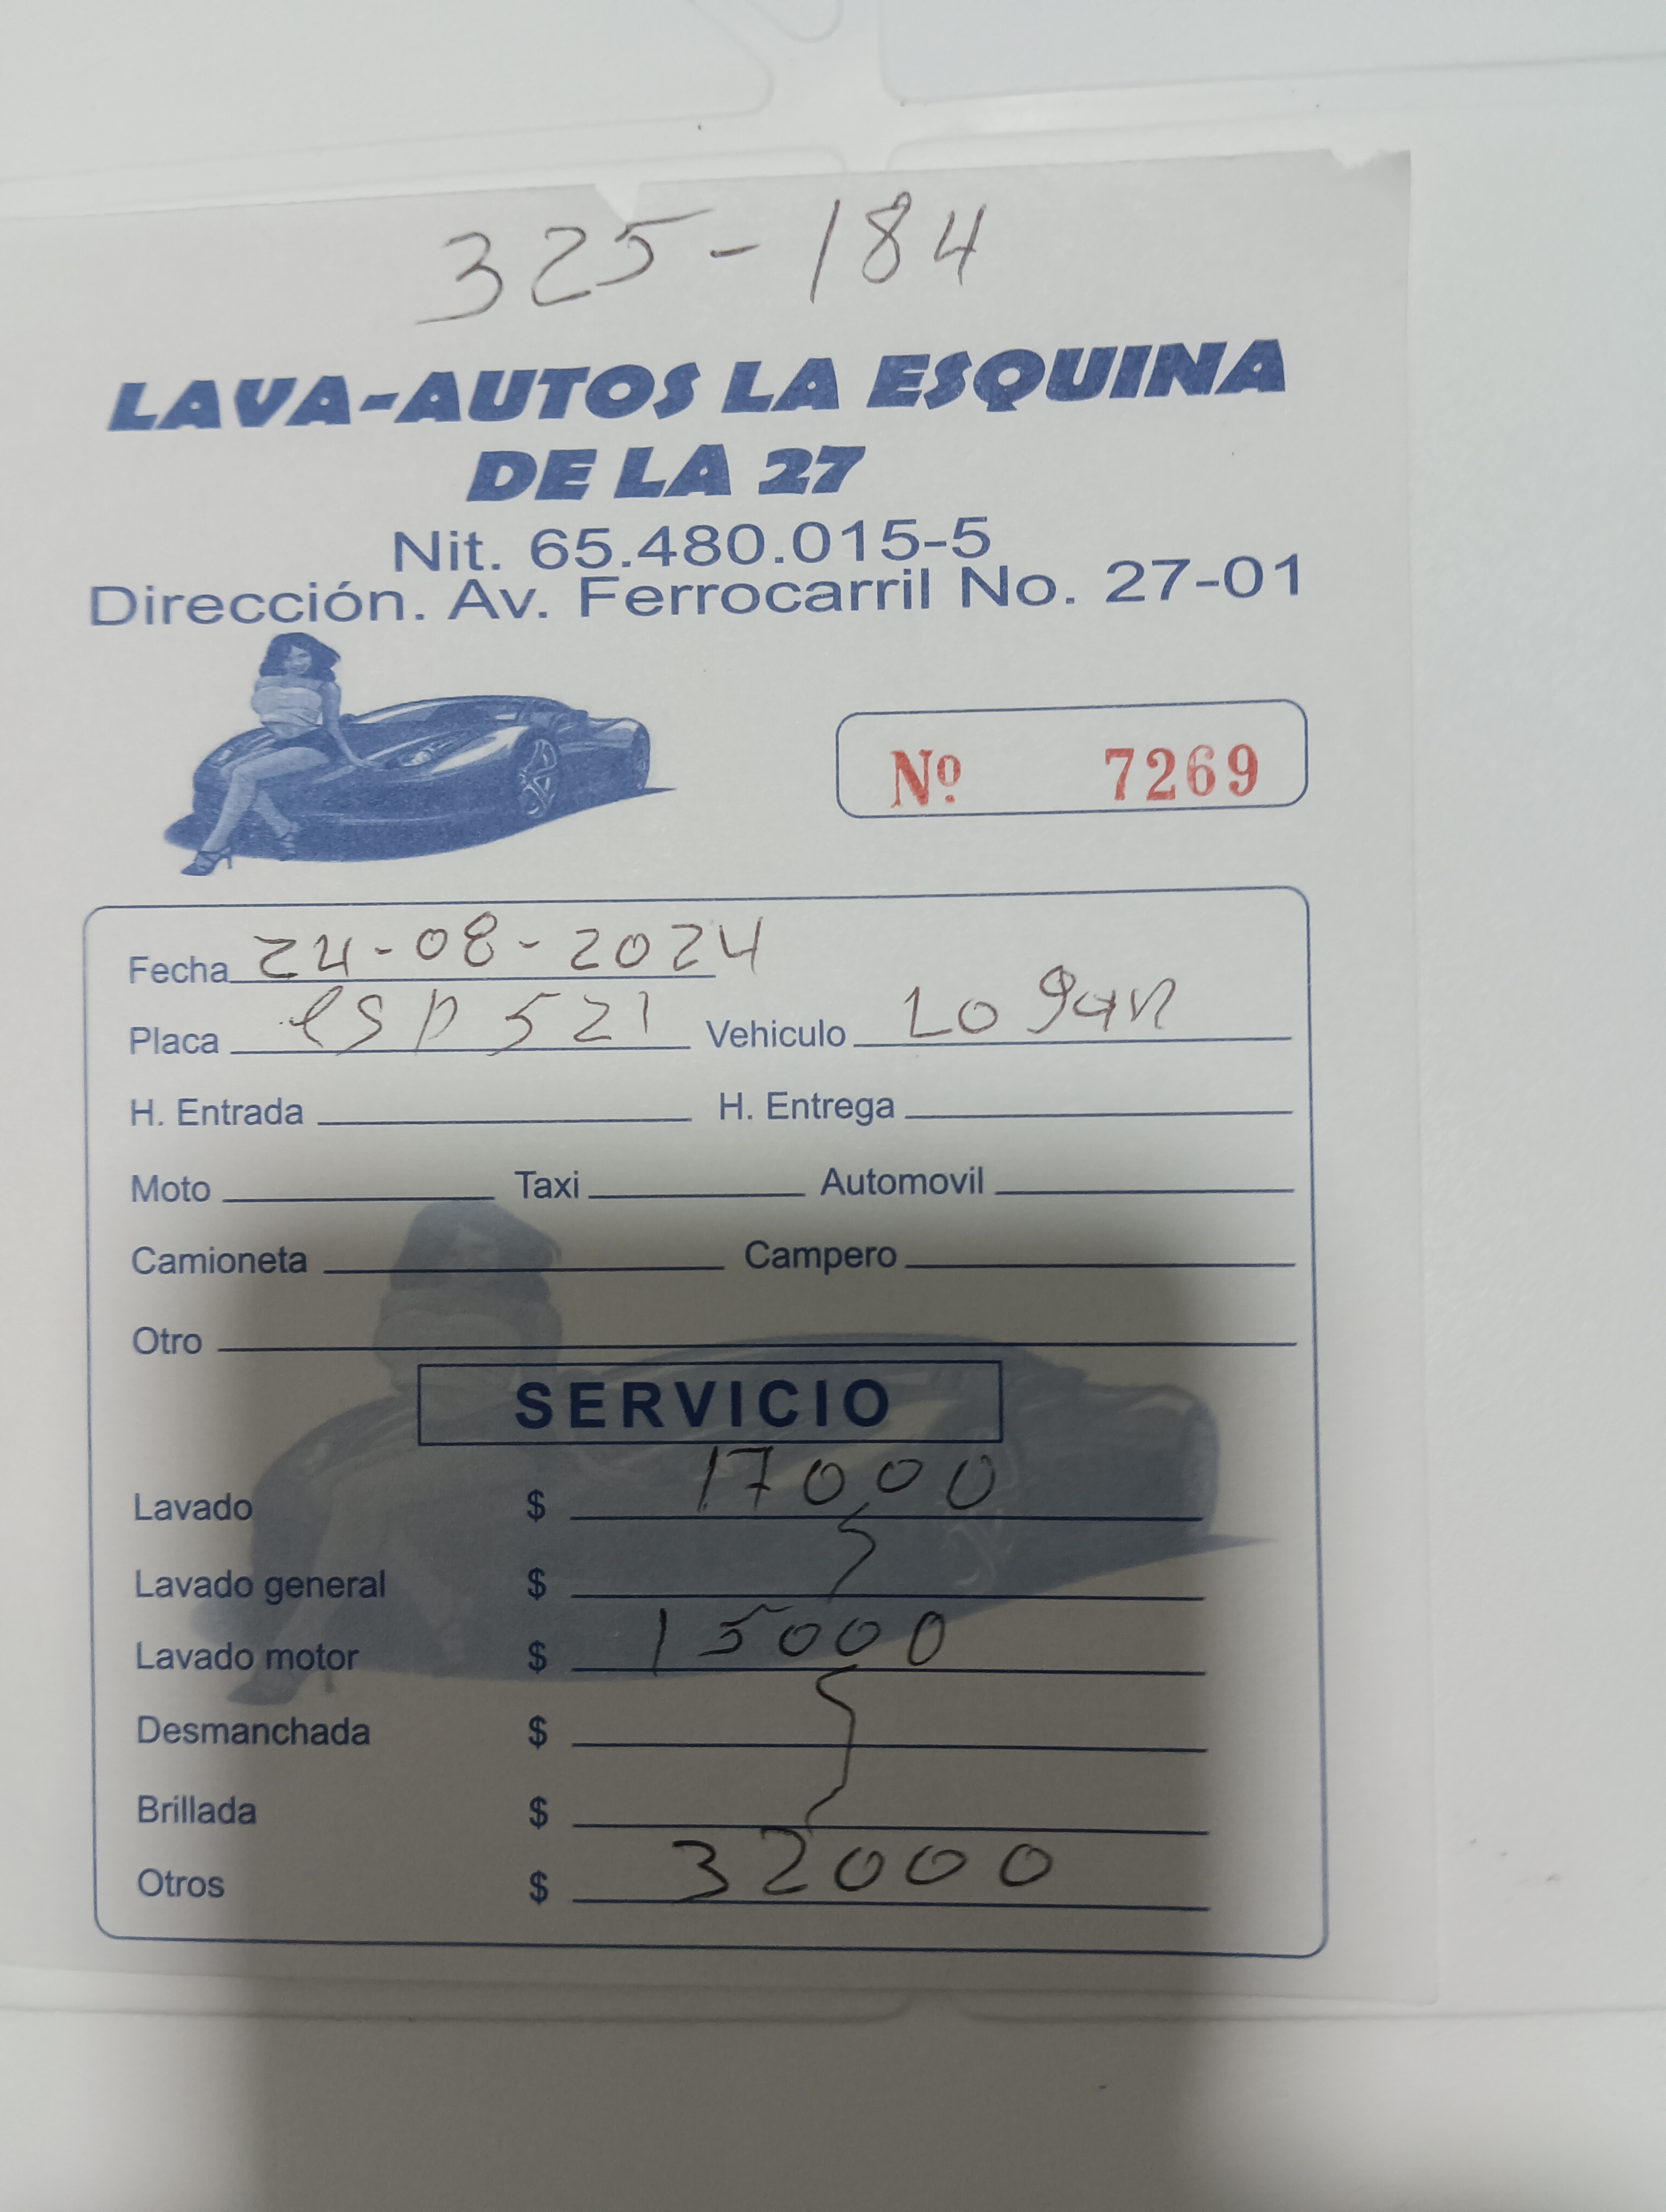 325-184
LAVA-AUTOS LA ESQUINA
DE LA 27
Nit. 65.480.015-5
Dirección. Av. Ferrocarril No. 27-01
Nº 7269
Fecha 24-08-2024
Placa esp 521 Vehiculo Logan
H. Entrada H. Entrega
Moto Taxi Automovil
Camioneta Campero
Otro
SERVICIO
Lavado $ 17000
Lavado general $
Lavado motor $ 15000
Desmanchada $
Brillada $
Otros $ 32000